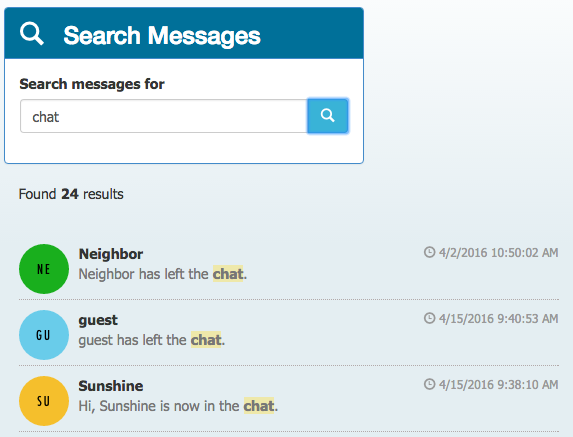 Search Messages
Search messages for
chat
Found 24 results
NE
Neighbor
4/2/2016 10:50:02 AM
Neighbor has left the chat.
GU
guest
4/15/2016 9:40:53 AM
guest has left the chat.
SU
Sunshine
4/15/2016 9:38:10 AM
Hi, Sunshine is now in the chat.